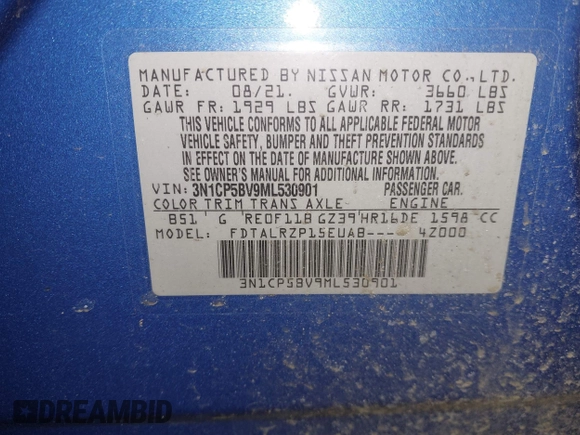 MANUFACTURED BY NISSAN MOTOR CO.,LTD.
DATE: 08/21. GVWR: 3660 LBS
GAWR FR: 1929 LBS GAWR RR: 1731 LBS
THIS VEHICLE CONFORMS TO ALL APPLICABLE FEDERAL MOTOR
VEHICLE SAFETY, BUMPER AND THEFT PREVENTION STANDARDS
IN EFFECT ON THE DATE OF MANUFACTURE SHOWN ABOVE.
SEE OWNER'S MANUAL FOR ADDITIONAL INFORMATION.
VIN: 3N1CP5BV9ML530901 PASSENGER CAR.
COLOR TRIM TRANS AXLE ENGINE
B51 G RE0F11B GZ39 HR16DE 1598 CC
MODEL: FDTALRZP15EUAB---- 4Z000
3N1CP5BV9ML530901
DREAMBID